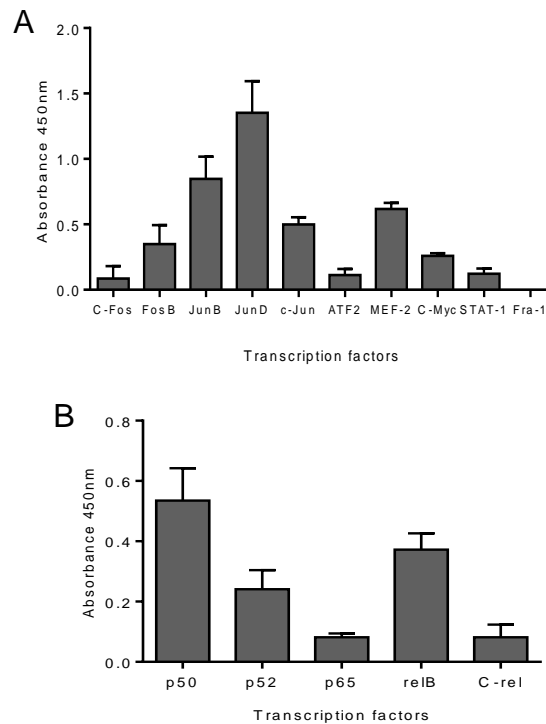 A
2.0
1.5
1.0
0.5
0.0
Absorbance 450nm
C-Fos FosB JunB JunD c-Jun ATF2 MEF-2 C-Myc STAT-1 Fra-1
Transcription factors
B
0.8
0.6
0.4
0.2
0.0
Absorbance 450nm
p50 p52 p65 relB C-rel
Transcription factors